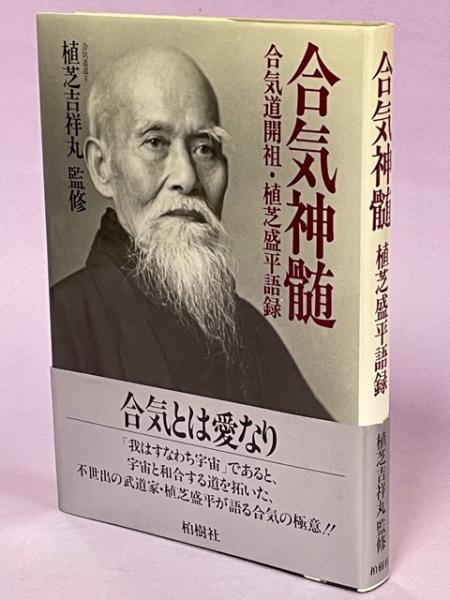 合気神髄
合気道開祖・植芝盛平語録
合気道道主
植芝吉祥丸 監修
合気とは愛なり
「我はすなわち宇宙」であると、
宇宙と和合する道を拓いた、
不世出の武道家・植芝盛平が語る合気の極意!!
柏樹社
合気神髄 植芝盛平語録
植芝吉祥丸 監修
柏樹社